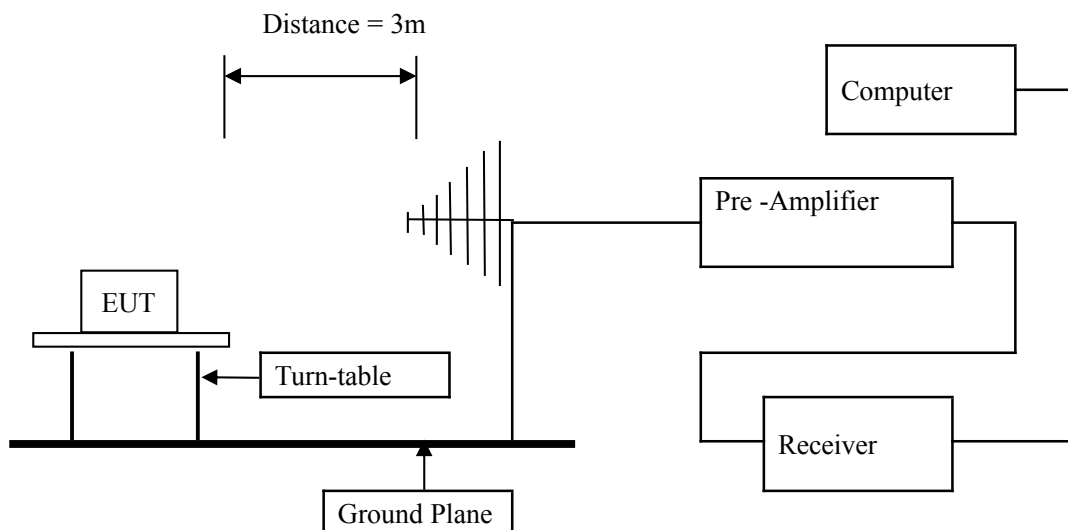 Distance = 3m
Computer
Pre -Amplifier
EUT
Turn-table
Receiver
Ground Plane